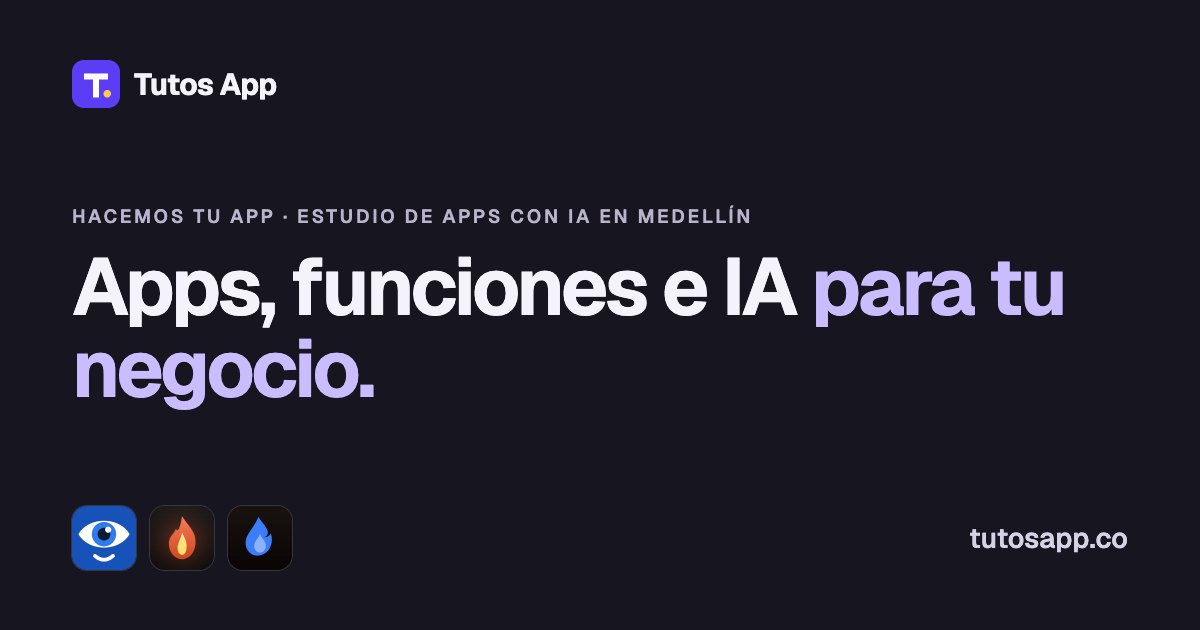 T.
Tutos App
HACEMOS TU APP · ESTUDIO DE APPS CON IA EN MEDELLÍN
Apps, funciones e IA para tu
negocio.
tutosapp.co